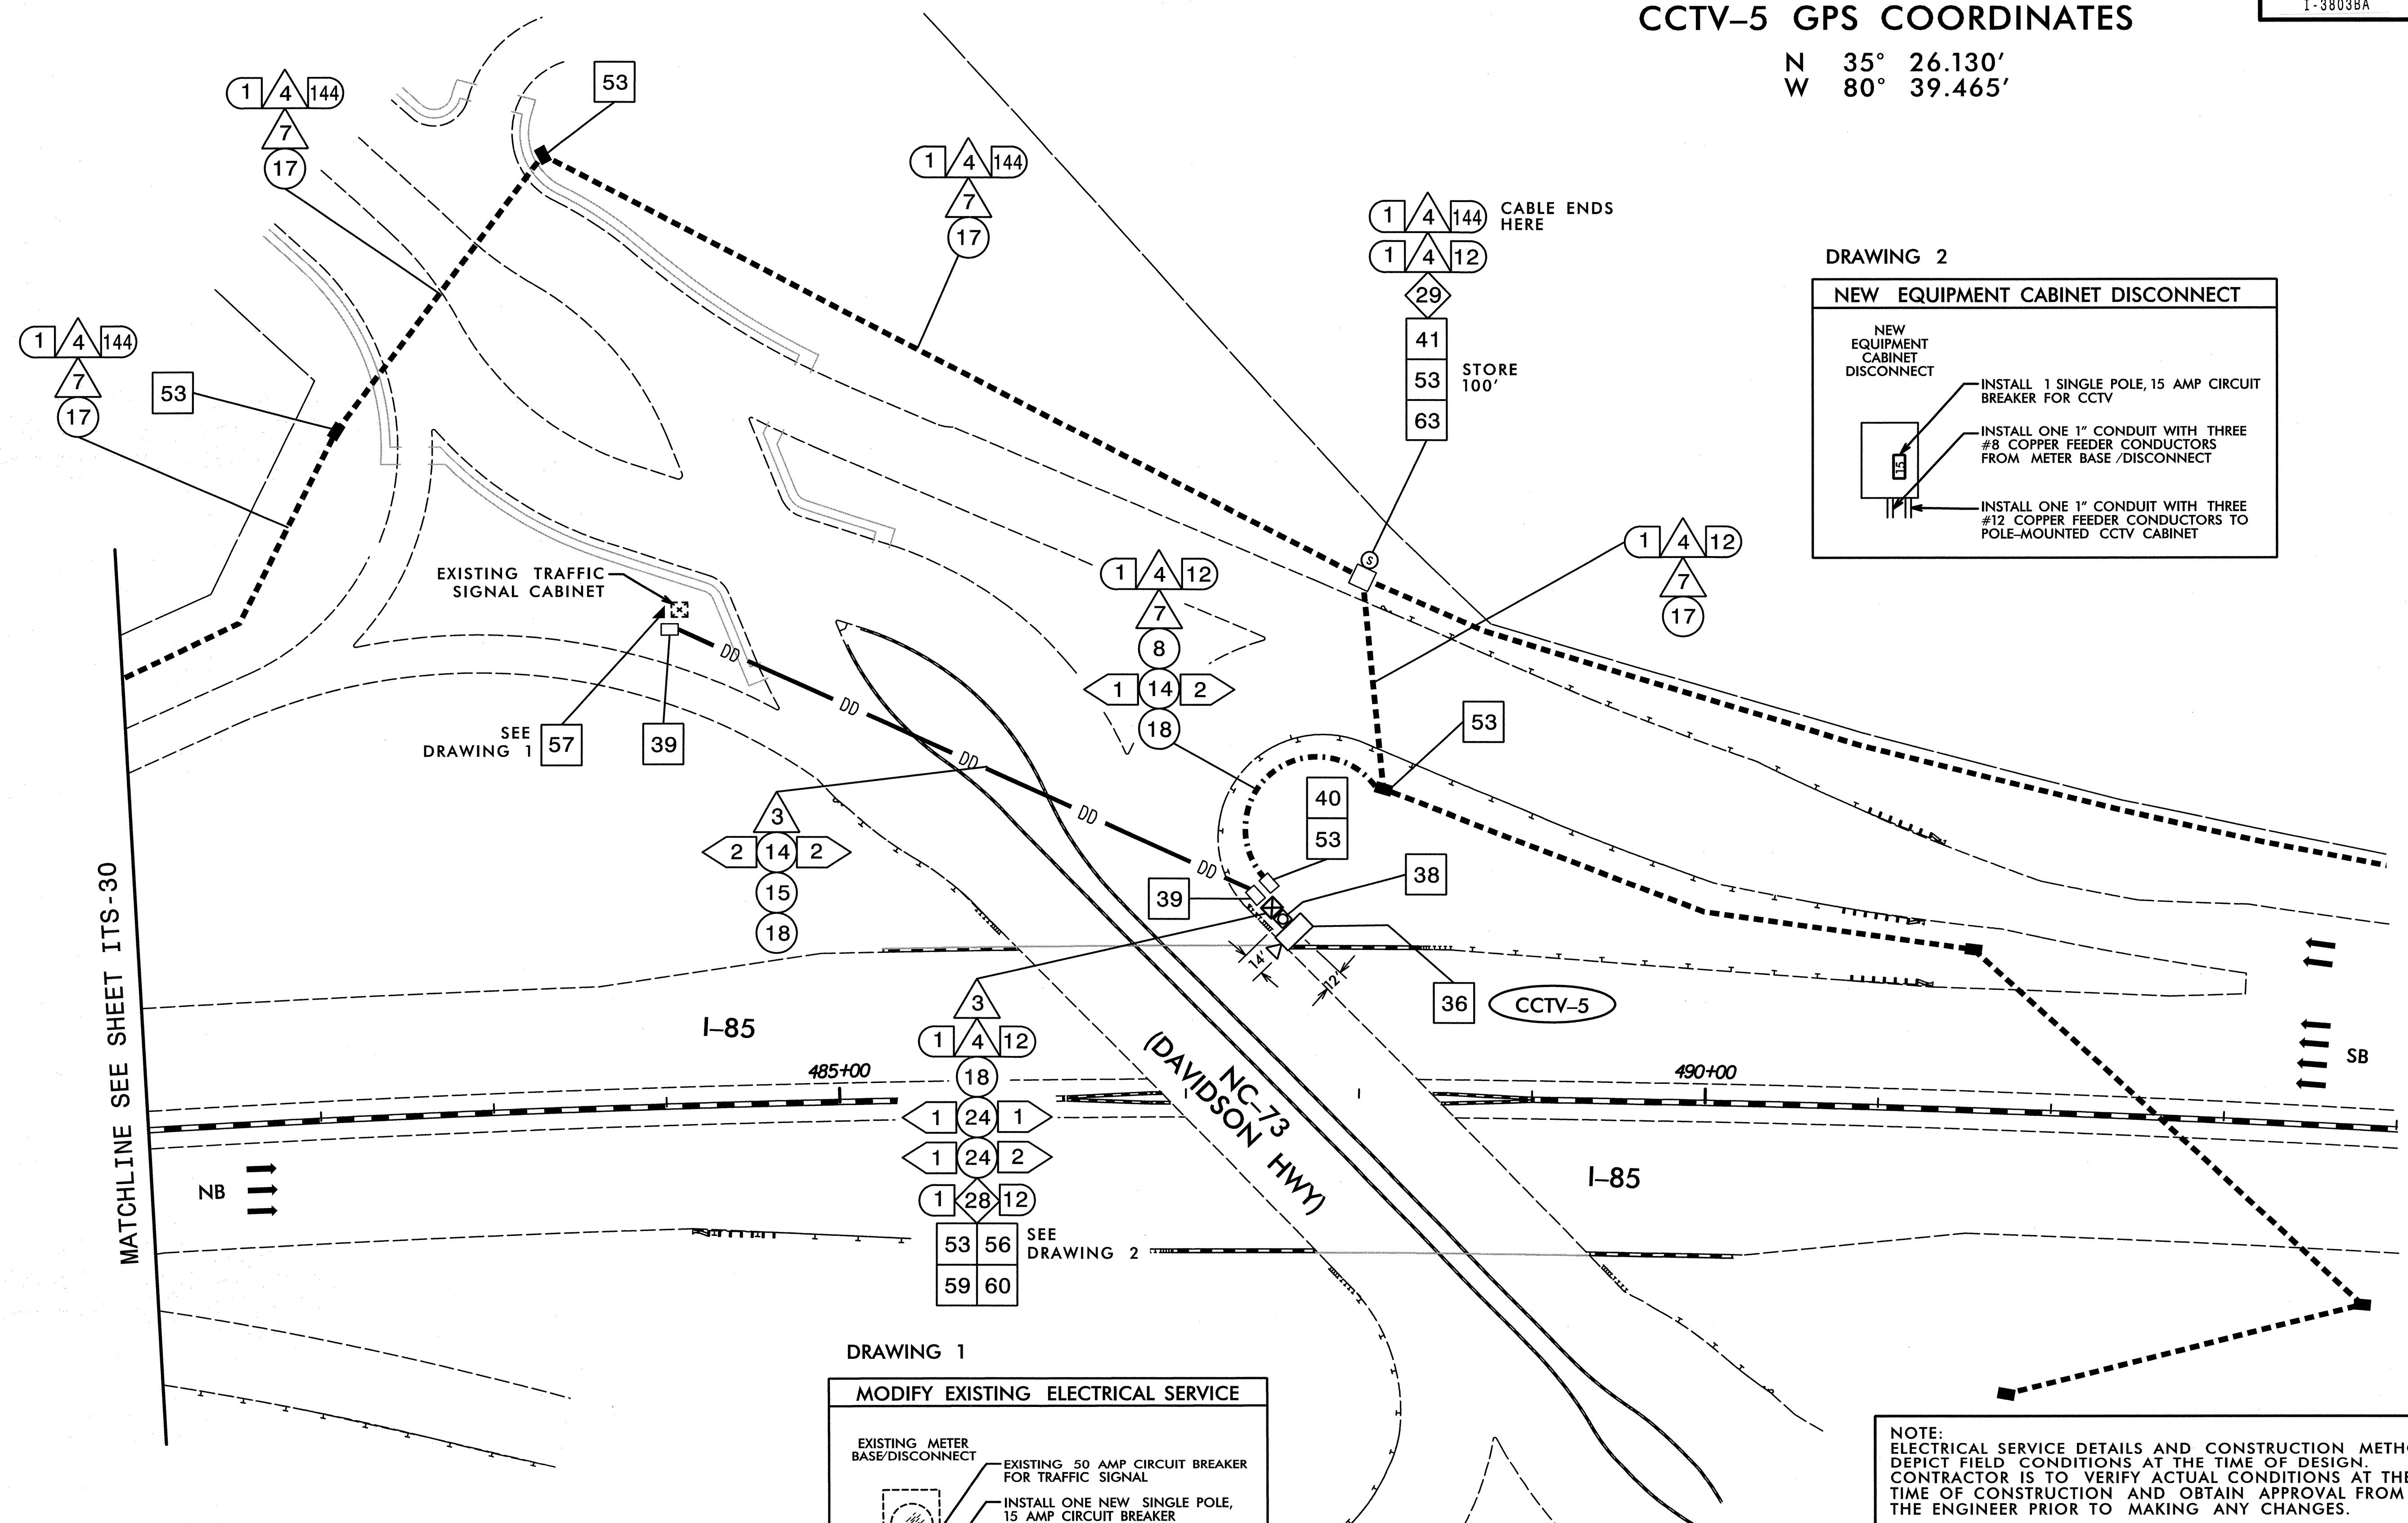 CCTV–5 GPS COORDINATES
N 35° 26.130′
W 80° 39.465′
I-3803BA
1 4 144
7
17
53
1 4 144
7
17
1 4 144
CABLE ENDS
HERE
1 4 12
29
41
53
63
STORE
100′
DRAWING 2
NEW EQUIPMENT CABINET DISCONNECT
NEW
EQUIPMENT
CABINET
DISCONNECT
INSTALL 1 SINGLE POLE, 15 AMP CIRCUIT
BREAKER FOR CCTV
INSTALL ONE 1" CONDUIT WITH THREE
#8 COPPER FEEDER CONDUCTORS
FROM METER BASE /DISCONNECT
15
INSTALL ONE 1" CONDUIT WITH THREE
#12 COPPER FEEDER CONDUCTORS TO
POLE–MOUNTED CCTV CABINET
1 4 144
7
17
53
S
1 4 12
7
17
EXISTING TRAFFIC
SIGNAL CABINET
1 4 12
7
8
1 14 2
18
SEE
DRAWING 1
57
39
DD
DD
DD
DD
DD
53
40
53
38
39
3
2 14 2
15
18
14′
12′
36
CCTV–5
MATCHLINE SEE SHEET ITS-30
I–85
485+00
3
1 4 12
18
1 24 1
1 24 2
1 28 12
53 56
59 60
SEE
DRAWING 2
NC–73
(DAVIDSON HWY)
490+00
SB
I–85
NB
DRAWING 1
MODIFY EXISTING ELECTRICAL SERVICE
EXISTING METER
BASE/DISCONNECT
EXISTING 50 AMP CIRCUIT BREAKER
FOR TRAFFIC SIGNAL
INSTALL ONE NEW SINGLE POLE,
15 AMP CIRCUIT BREAKER
NOTE:
ELECTRICAL SERVICE DETAILS AND CONSTRUCTION METH
DEPICT FIELD CONDITIONS AT THE TIME OF DESIGN.
CONTRACTOR IS TO VERIFY ACTUAL CONDITIONS AT THE
TIME OF CONSTRUCTION AND OBTAIN APPROVAL FROM
THE ENGINEER PRIOR TO MAKING ANY CHANGES.